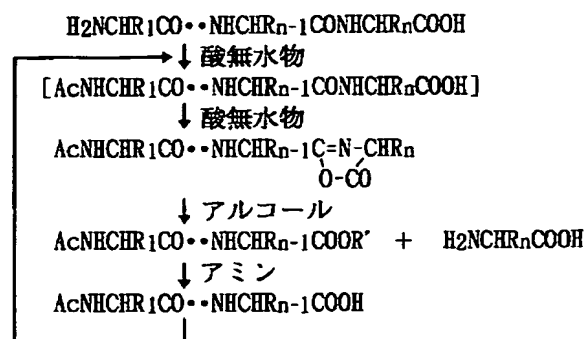 H2NCHR1CO・・NHCHRn-1CONHCHRnCOOH
↓酸無水物
[AcNHCHR1CO・・NHCHRn-1CONHCHRnCOOH]
↓酸無水物
AcNHCHR1CO・・NHCHRn-1C=N-CHRn
O-CO
↓アルコール
AcNHCHR1CO・・NHCHRn-1COOR' + H2NCHRnCOOH
↓アミン
AcNHCHR1CO・・NHCHRn-1COOH